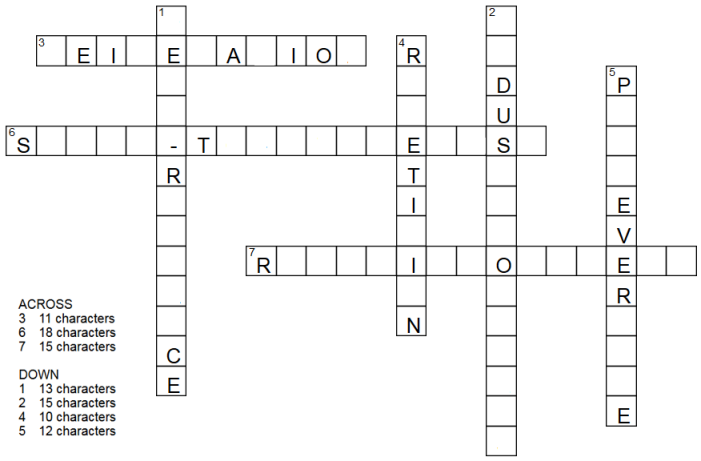 1 2
3 E I E A I O 4 R
D 5 P
U
6 S - T E S
R T
I E
V
7 R I O E
R
N
C
E
E
ACROSS
3 11 characters
6 18 characters
7 15 characters
DOWN
1 13 characters
2 15 characters
4 10 characters
5 12 characters